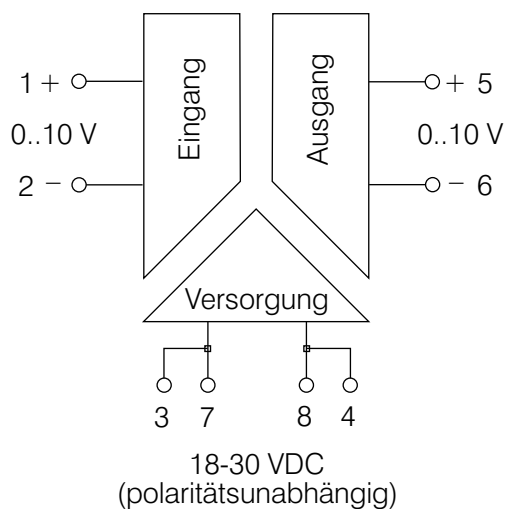 Eingang
Ausgang
1 +
+ 5
0..10 V
0..10 V
2 -
- 6
Versorgung
3 7 8 4
18-30 VDC
(polaritätsunabhängig)